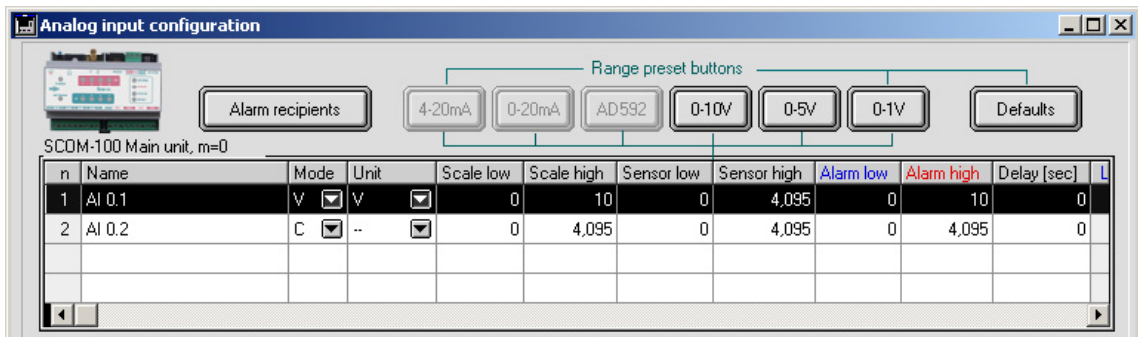 Analog input configuration
Range preset buttons
Alarm recipients 4-20mA 0-20mA AD592 0-10V 0-5V 0-1V Defaults
SCOM-100 Main unit, m=0
n Name Mode Unit Scale low Scale high Sensor low Sensor high Alarm low Alarm high Delay [sec] L
1 AI 0.1 V V 0 10 0 4,095 0 10 0
2 AI 0.2 C -- 0 4,095 0 4,095 0 4,095 0